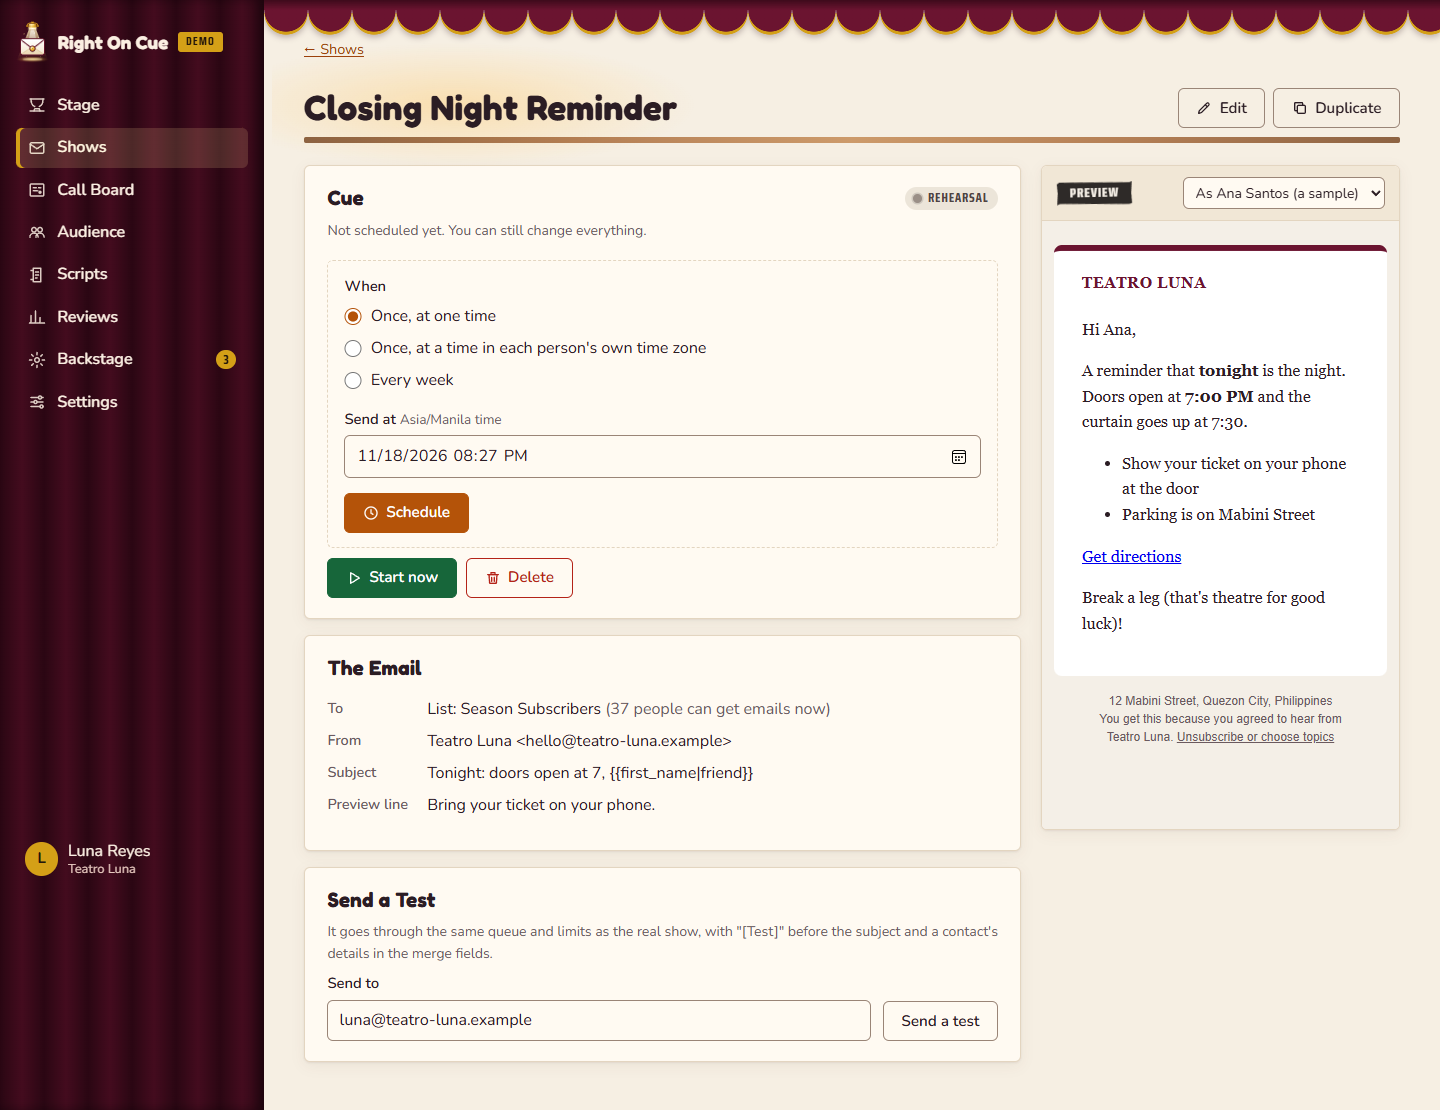 Right On Cue DEMO
Stage
Shows
Call Board
Audience
Scripts
Reviews
Backstage 3
Settings
L
Luna Reyes
Teatro Luna
← Shows
Closing Night Reminder
Edit
Duplicate
Cue
REHEARSAL
Not scheduled yet. You can still change everything.
When
Once, at one time
Once, at a time in each person's own time zone
Every week
Send at Asia/Manila time
11/18/2026 08:27 PM
Schedule
Start now
Delete
The Email
To List: Season Subscribers (37 people can get emails now)
From Teatro Luna <hello@teatro-luna.example>
Subject Tonight: doors open at 7, {{first_name|friend}}
Preview line Bring your ticket on your phone.
Send a Test
It goes through the same queue and limits as the real show, with "[Test]" before the subject and a contact's
details in the merge fields.
Send to
luna@teatro-luna.example
Send a test
PREVIEW
As Ana Santos (a sample)
TEATRO LUNA
Hi Ana,
A reminder that tonight is the night.
Doors open at 7:00 PM and the
curtain goes up at 7:30.
• Show your ticket on your phone
at the door
• Parking is on Mabini Street
Get directions
Break a leg (that's theatre for good
luck)!
12 Mabini Street, Quezon City, Philippines
You get this because you agreed to hear from
Teatro Luna. Unsubscribe or choose topics